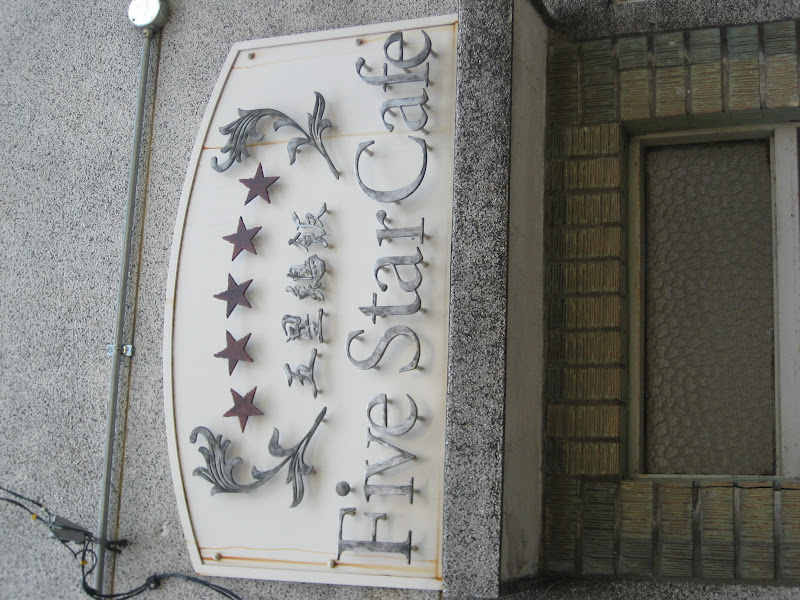 五星
Five Star Cafe